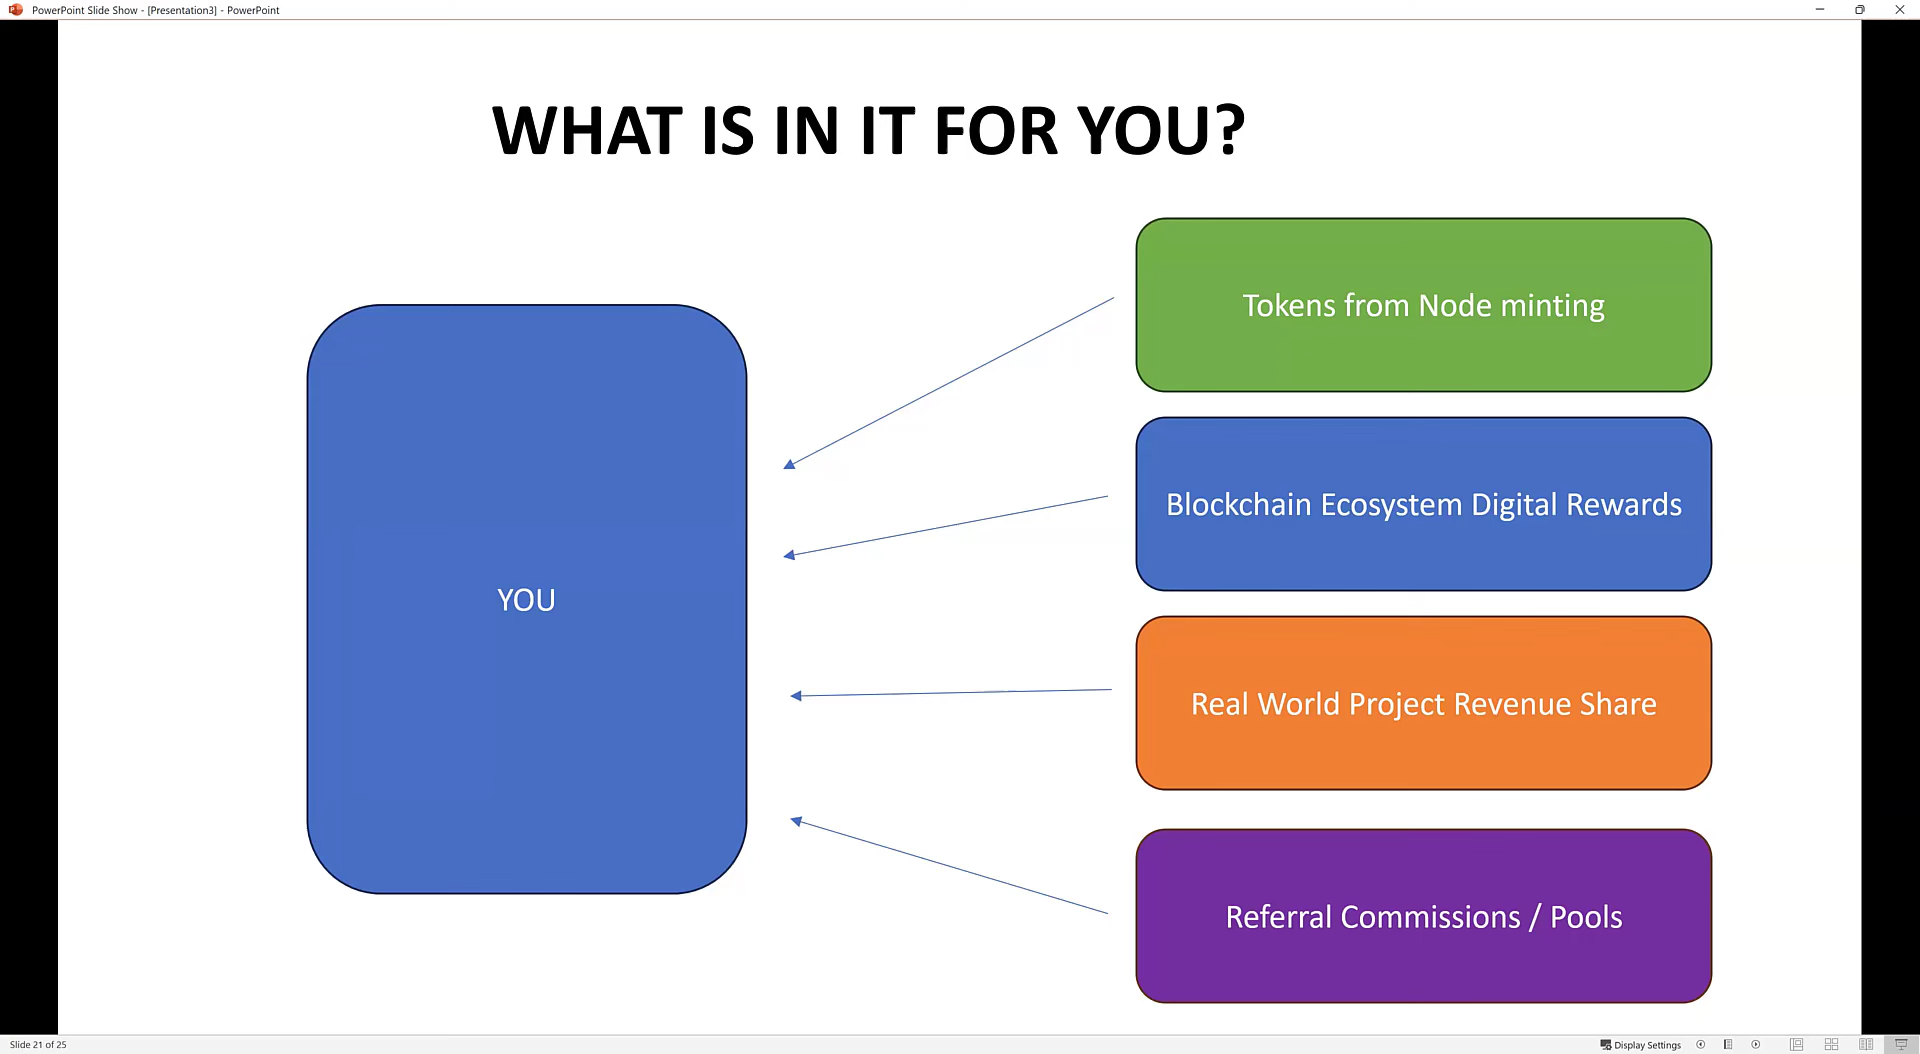 PowerPoint Slide Show - [Presentation3] - PowerPoint
WHAT IS IN IT FOR YOU?
YOU
Tokens from Node minting
Blockchain Ecosystem Digital Rewards
Real World Project Revenue Share
Referral Commissions / Pools
Slide 21 of 25
Display Settings